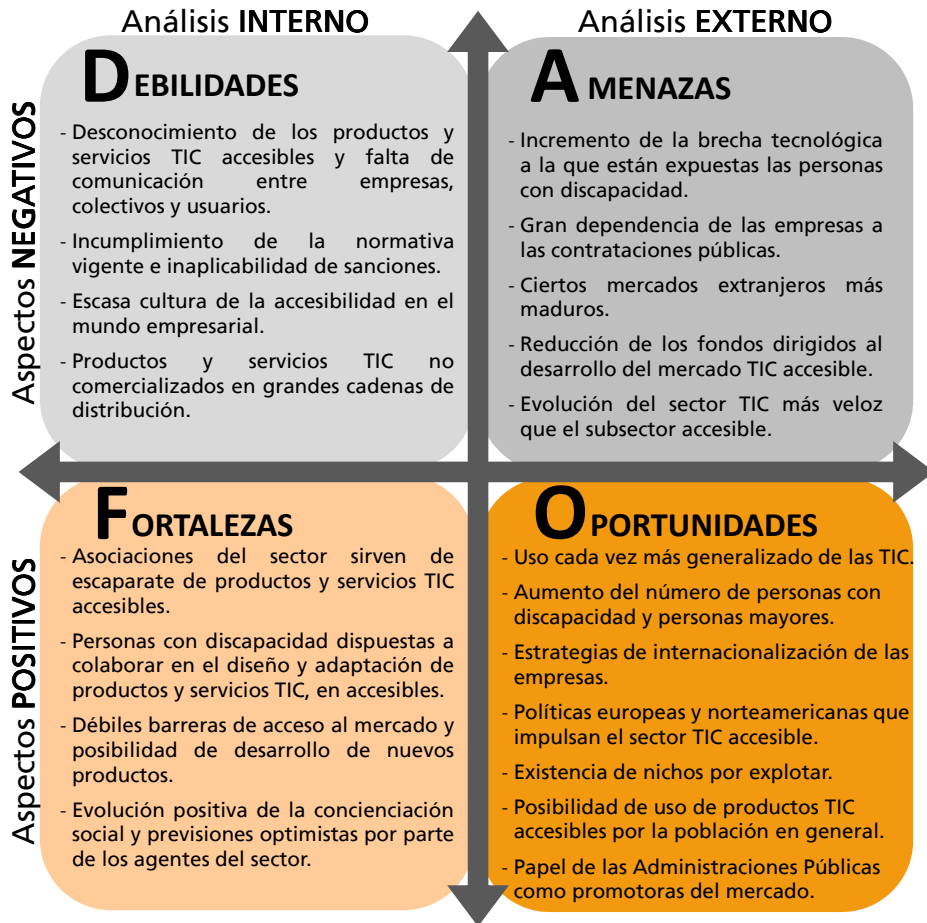 Análisis INTERNO
Análisis EXTERNO
Aspectos NEGATIVOS
DEBILIDADES
- Desconocimiento de los productos y
servicios TIC accesibles y falta de
comunicación entre empresas,
colectivos y usuarios.
- Incumplimiento de la normativa
vigente e inaplicabilidad de sanciones.
- Escasa cultura de la accesibilidad en el
mundo empresarial.
- Productos y servicios TIC no
comercializados en grandes cadenas de
distribución.
AMENAZAS
- Incremento de la brecha tecnológica
a la que están expuestas las personas
con discapacidad.
- Gran dependencia de las empresas a
las contrataciones públicas.
- Ciertos mercados extranjeros más
maduros.
- Reducción de los fondos dirigidos al
desarrollo del mercado TIC accesible.
- Evolución del sector TIC más veloz
que el subsector accesible.
Aspectos POSITIVOS
FORTALEZAS
- Asociaciones del sector sirven de
escaparate de productos y servicios TIC
accesibles.
- Personas con discapacidad dispuestas a
colaborar en el diseño y adaptación de
productos y servicios TIC, en accesibles.
- Débiles barreras de acceso al mercado y
posibilidad de desarrollo de nuevos
productos.
- Evolución positiva de la concienciación
social y previsiones optimistas por parte
de los agentes del sector.
OPORTUNIDADES
- Uso cada vez más generalizado de las TIC.
- Aumento del número de personas con
discapacidad y personas mayores.
- Estrategias de internacionalización de las
empresas.
- Políticas europeas y norteamericanas que
impulsan el sector TIC accesible.
- Existencia de nichos por explotar.
- Posibilidad de uso de productos TIC
accesibles por la población en general.
- Papel de las Administraciones Públicas
como promotoras del mercado.